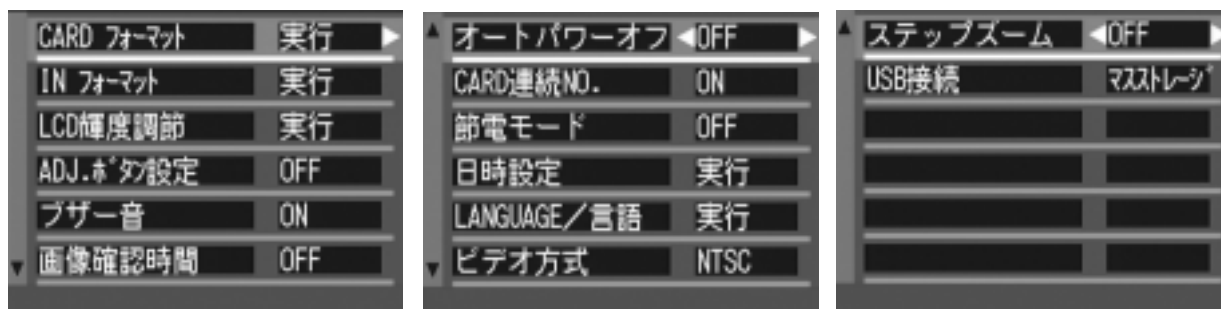 CARD フォーマット 実行
IN フォーマット 実行
LCD輝度調節 実行
ADJ.ボタン設定 OFF
ブザー音 ON
画像確認時間 OFF
オートパワーオフ OFF
CARD連続NO. ON
節電モード OFF
日時設定 実行
LANGUAGE/言語 実行
ビデオ方式 NTSC
ステップズーム OFF
USB接続 マスストレージ